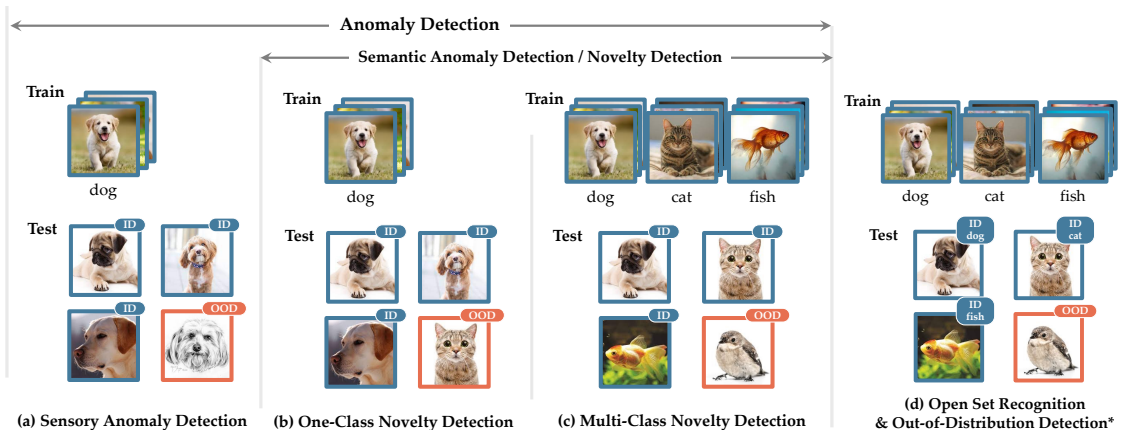 Anomaly Detection
Semantic Anomaly Detection / Novelty Detection
Train
dog
Test
ID
ID
ID
OOD
(a) Sensory Anomaly Detection
Train
dog
Test
ID
ID
ID
OOD
(b) One-Class Novelty Detection
Train
dog cat fish
Test
ID
ID
ID
OOD
(c) Multi-Class Novelty Detection
Train
dog cat fish
Test
ID
dog
ID
cat
ID
fish
OOD
(d) Open Set Recognition
& Out-of-Distribution Detection*